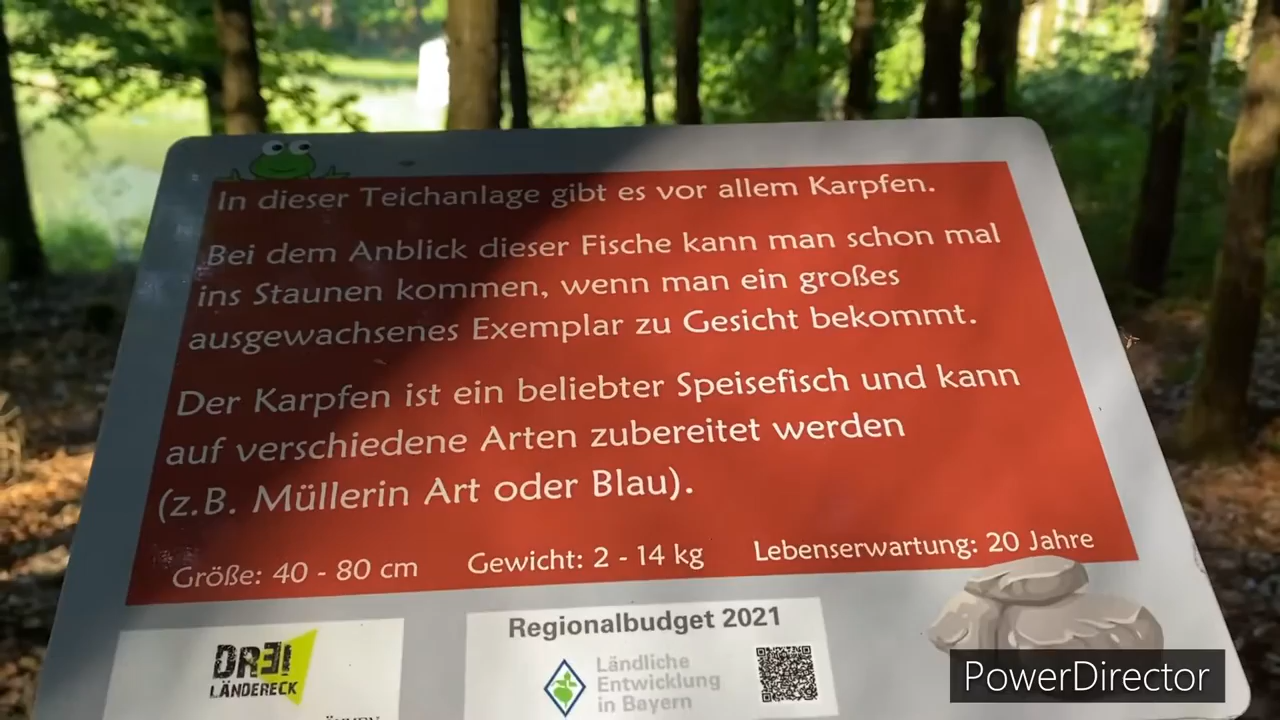 In dieser Teichanlage gibt es vor allem Karpfen.
Bei dem Anblick dieser Fische kann man schon mal
ins Staunen kommen, wenn man ein großes
ausgewachsenes Exemplar zu Gesicht bekommt.
Der Karpfen ist ein beliebter Speisefisch und kann
auf verschiedene Arten zubereitet werden
(z.B. Müllerin Art oder Blau).
Größe: 40 - 80 cm Gewicht: 2 - 14 kg Lebenserwartung: 20 Jahre
DR3!
LÄNDERECK
Regionalbudget 2021
Ländliche
Entwicklung
in Bayern
PowerDirector